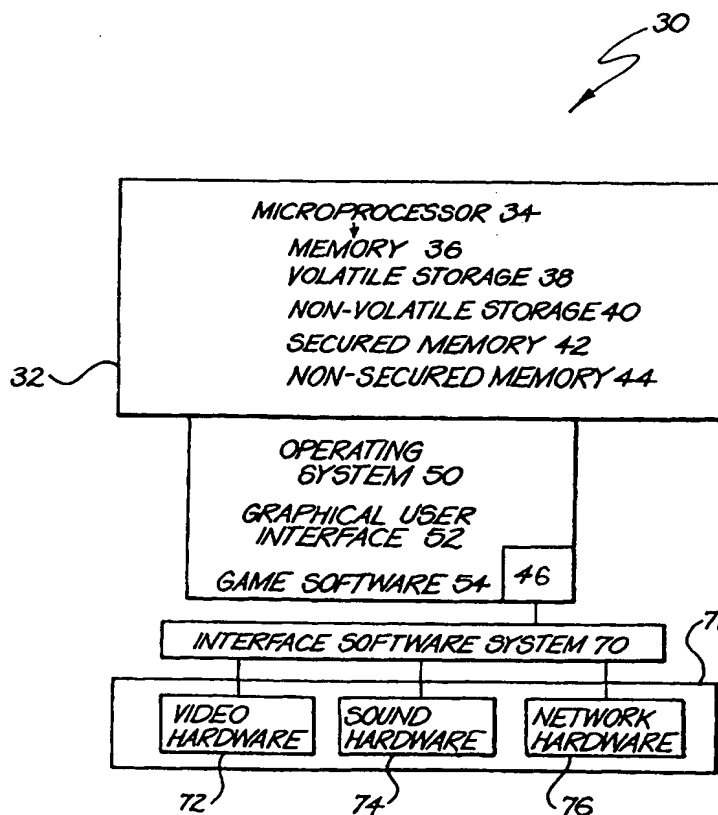 30
MICROPROCESSOR 34
MEMORY 36
VOLATILE STORAGE 38
NON-VOLATILE STORAGE 40
SECURED MEMORY 42
32
NON-SECURED MEMORY 44
OPERATING
SYSTEM 50
GRAPHICAL USER
INTERFACE 52
GAME SOFTWARE 54
46
INTERFACE SOFTWARE SYSTEM 70
VIDEO
HARDWARE
SOUND
HARDWARE
NETWORK
HARDWARE
72
74
76